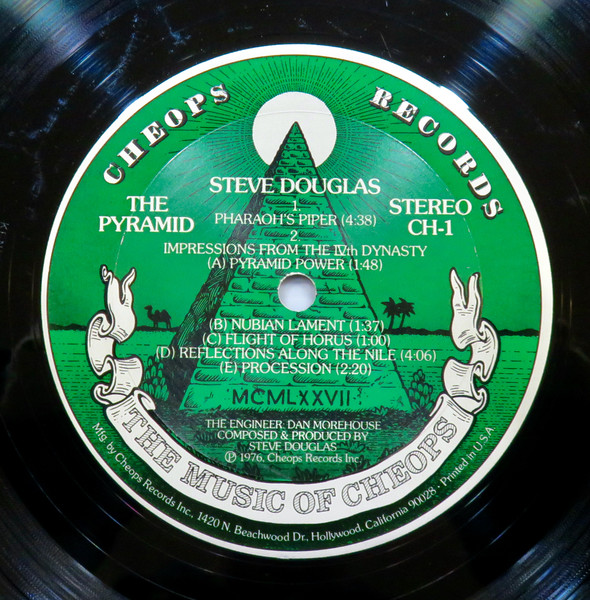 CHEOPS RECORDS
THE
PYRAMID
STEVE DOUGLAS
STEREO
CH-1
1
PHARAOH'S PIPER (4:38)
2
IMPRESSIONS FROM THE IVth DYNASTY
(A) PYRAMID POWER (1:48)
(B) NUBIAN LAMENT (1:37)
(C) FLIGHT OF HORUS (1:00)
(D) REFLECTIONS ALONG THE NILE (4:06)
(E) PROCESSION (2:20)
MCMLXXVII
THE ENGINEER: DAN MOREHOUSE
COMPOSED & PRODUCED BY
STEVE DOUGLAS
℗ 1976, Cheops Records Inc.
THE MUSIC OF CHEOPS
Mfg. by Cheops Records Inc., 1420 N. Beachwood Dr., Hollywood, California 90028 · Printed in U.S.A.